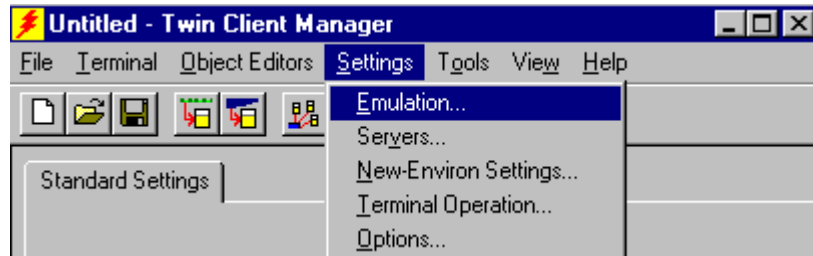 Untitled - Twin Client Manager
File Terminal Object Editors Settings Tools View Help
Emulation...
Servers...
Standard Settings
New-Environ Settings...
Terminal Operation...
Options...